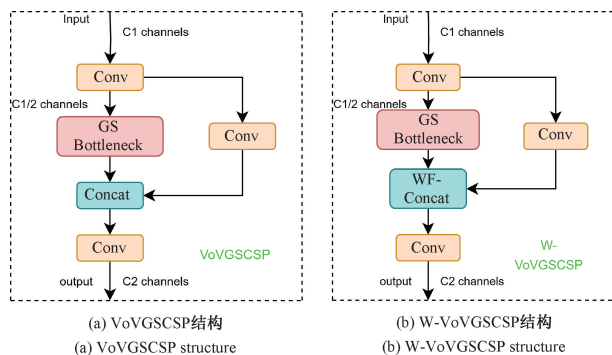 Input
C1 channels
Conv
C1/2 channels
GS
Bottleneck
Conv
Concat
Conv
VoVGSCSP
output
C2 channels
(a) VoVGSCSP结构
(a) VoVGSCSP structure
Input
C1 channels
Conv
C1/2 channels
GS
Bottleneck
Conv
WF-
Concat
Conv
W-
VoVGSCSP
output
C2 channels
(b) W-VoVGSCSP结构
(b) W-VoVGSCSP structure